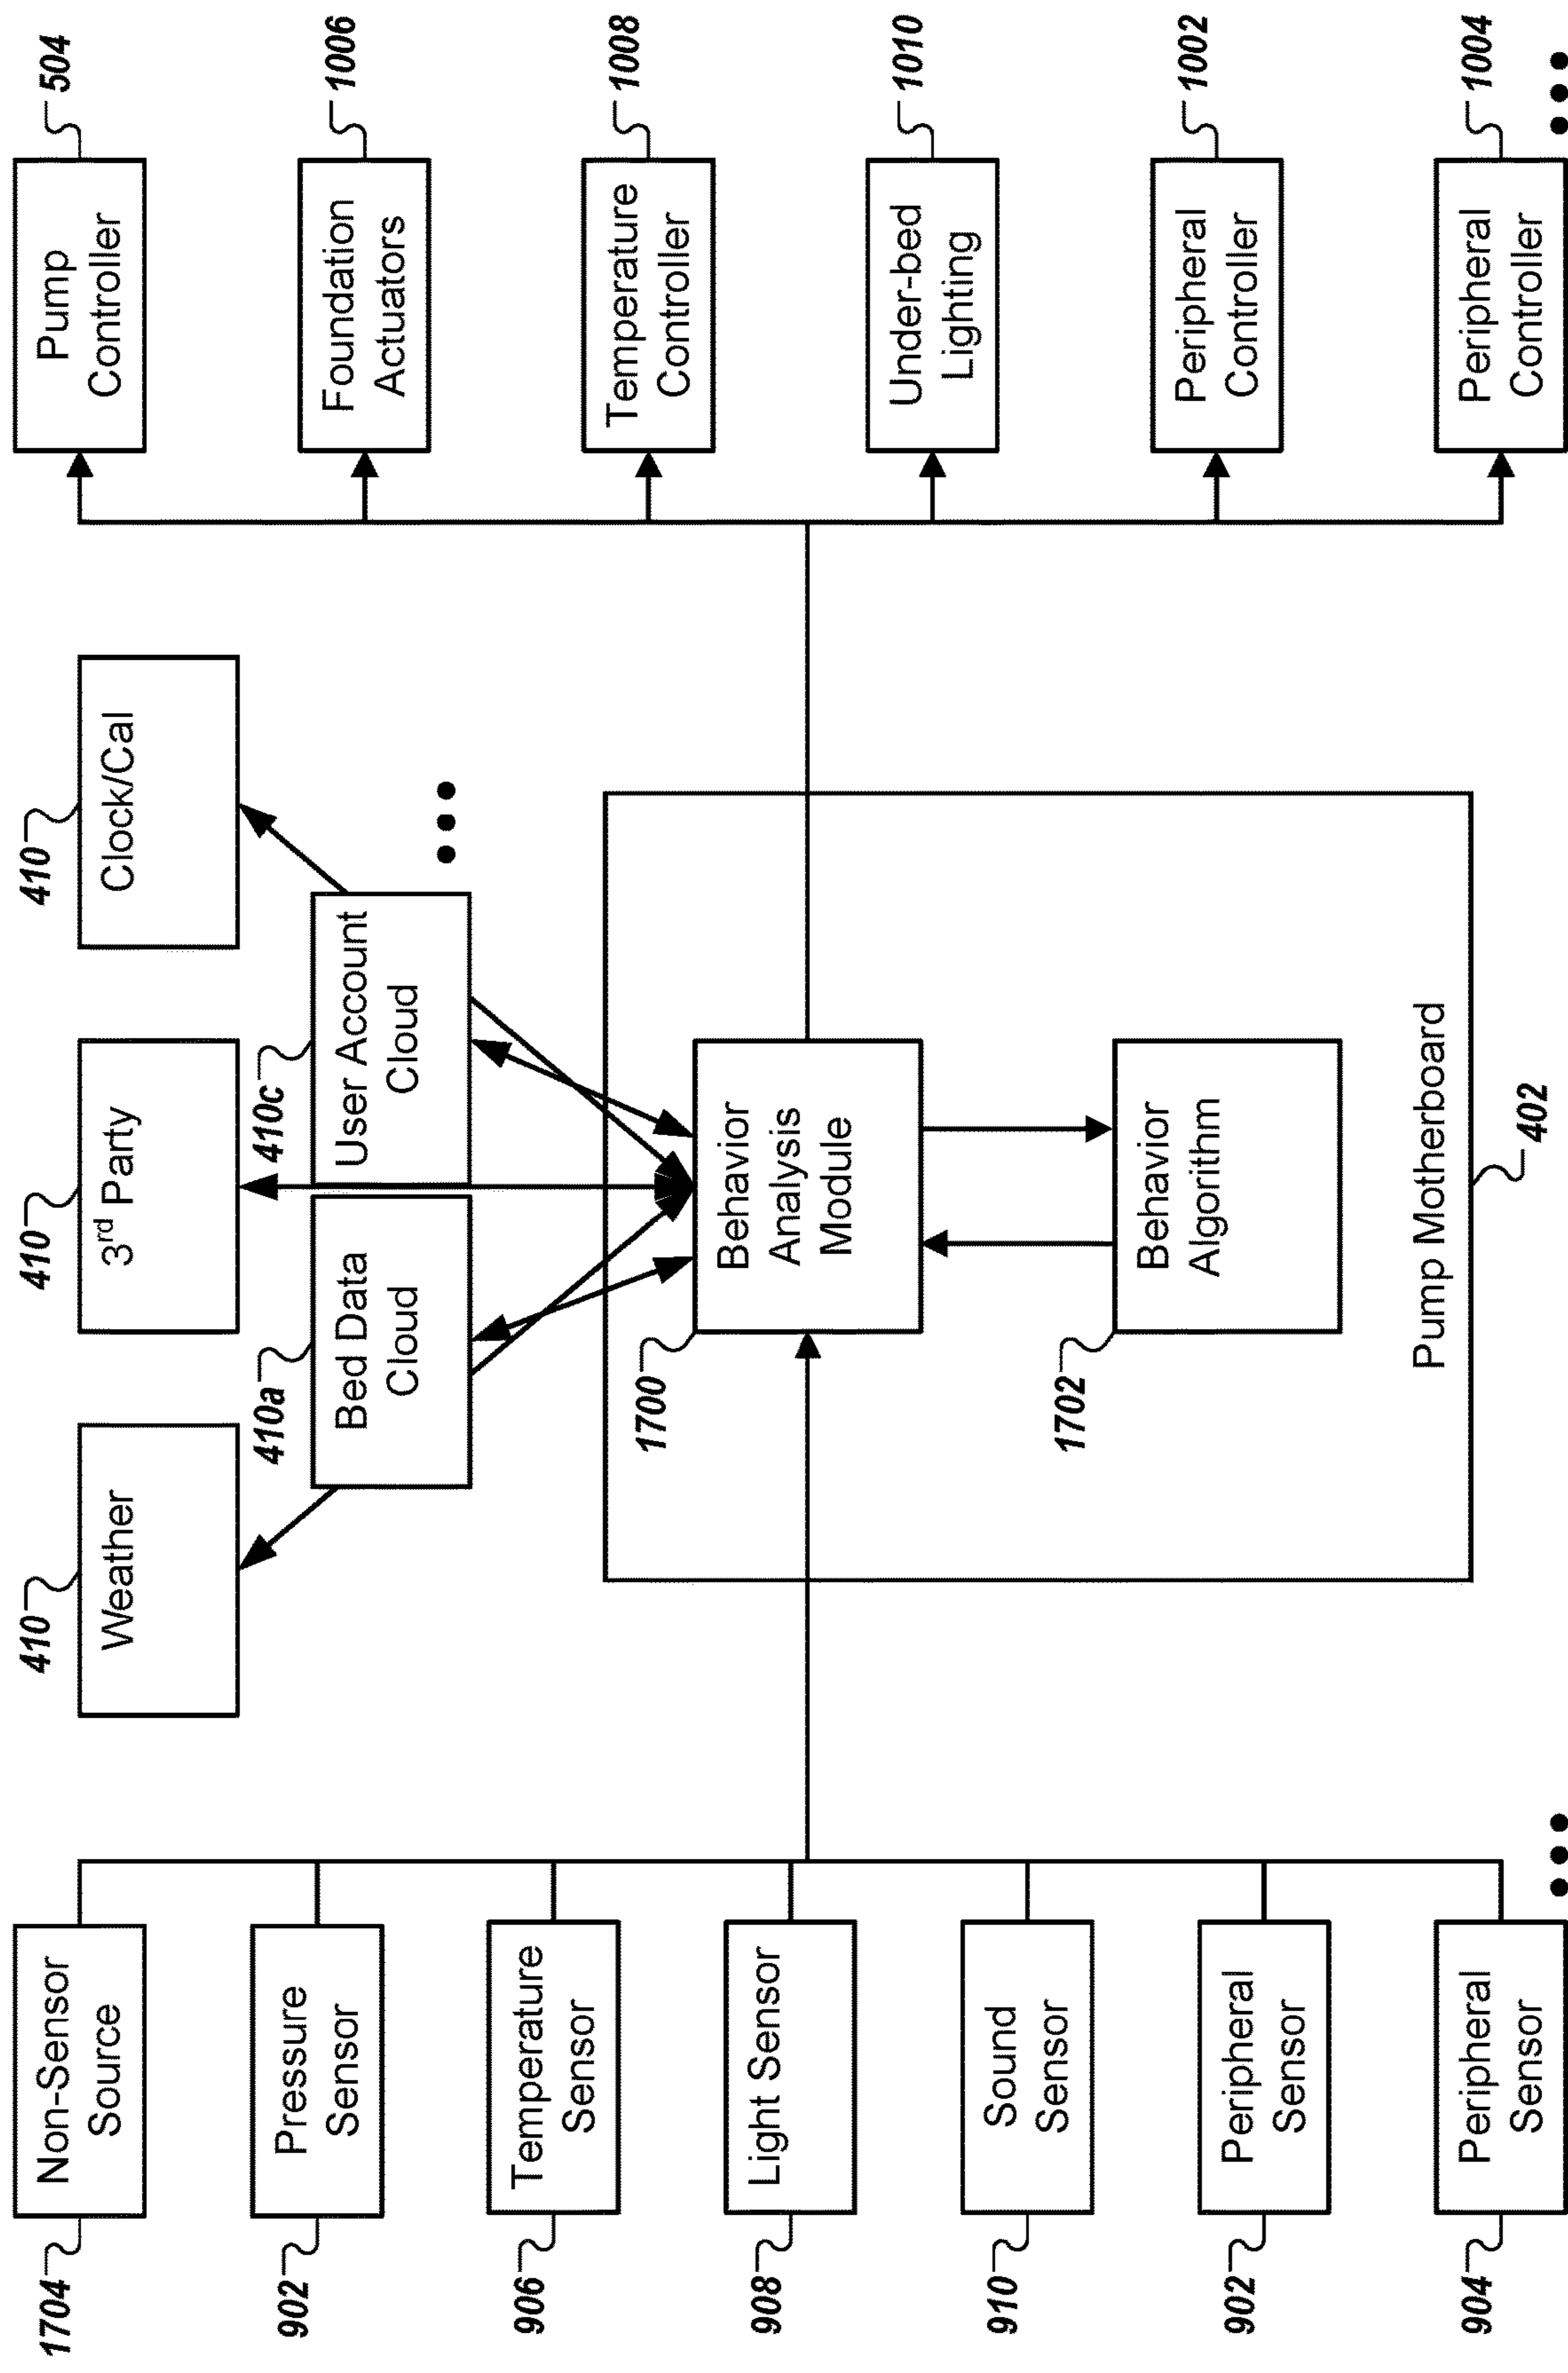 1704
Non-Sensor
Source
902
Pressure
Sensor
906
Temperature
Sensor
908
Light Sensor
910
Sound
Sensor
902
Peripheral
Sensor
904
Peripheral
Sensor
410
Weather
410
3rd Party
410
Clock/Cal
410a
Bed Data
Cloud
410c
User Account
Cloud
1700
Behavior
Analysis
Module
1702
Behavior
Algorithm
Pump Motherboard
402
Pump
Controller
504
Foundation
Actuators
1006
Temperature
Controller
1008
Under-bed
Lighting
1010
Peripheral
Controller
1002
Peripheral
Controller
1004